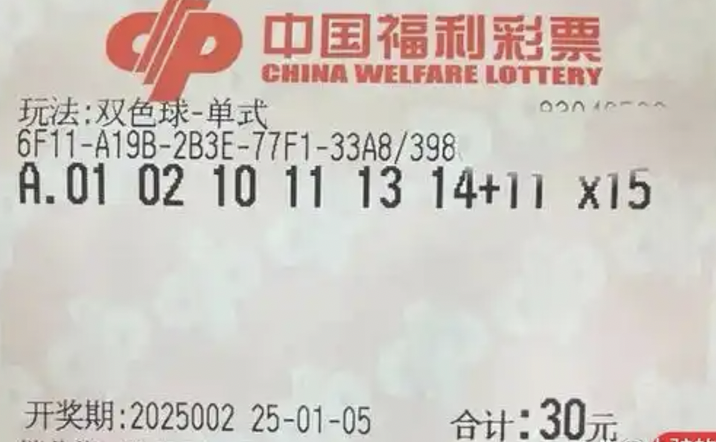 中国福利彩票
CHINA WELFARE LOTTERY
玩法:双色球-单式
6F11-A19B-2B3E-77F1-33A8/398
A.01 02 10 11 13 14+11 x15
开奖期:2025002 25-01-05 合计:30元